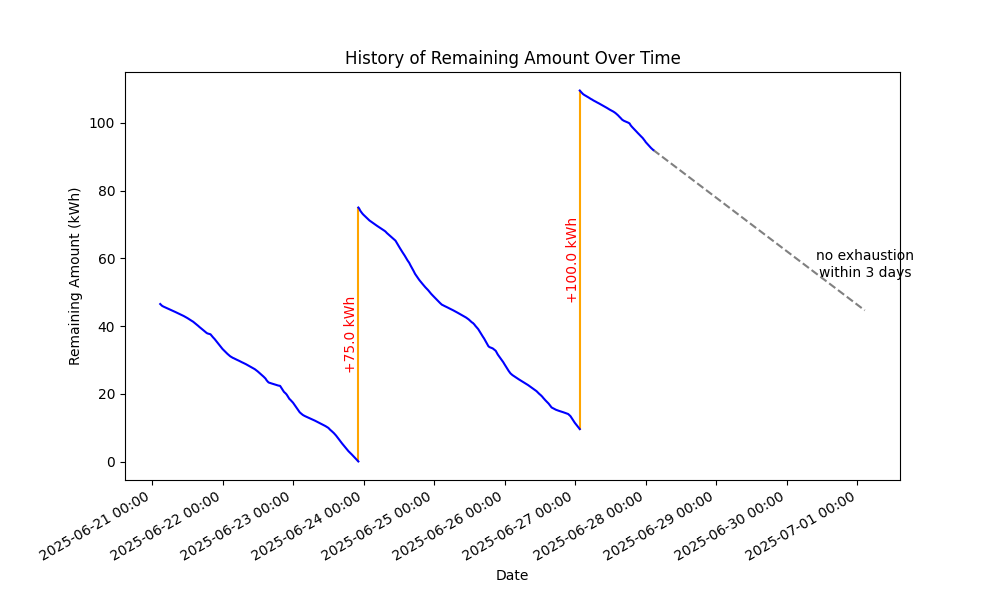 History of Remaining Amount Over Time
Remaining Amount (kWh)
100
80
60
40
20
0
+75.0 kWh
+100.0 kWh
no exhaustion
within 3 days
2025-06-21 00:00
2025-06-22 00:00
2025-06-23 00:00
2025-06-24 00:00
2025-06-25 00:00
2025-06-26 00:00
2025-06-27 00:00
2025-06-28 00:00
2025-06-29 00:00
2025-06-30 00:00
2025-07-01 00:00
Date